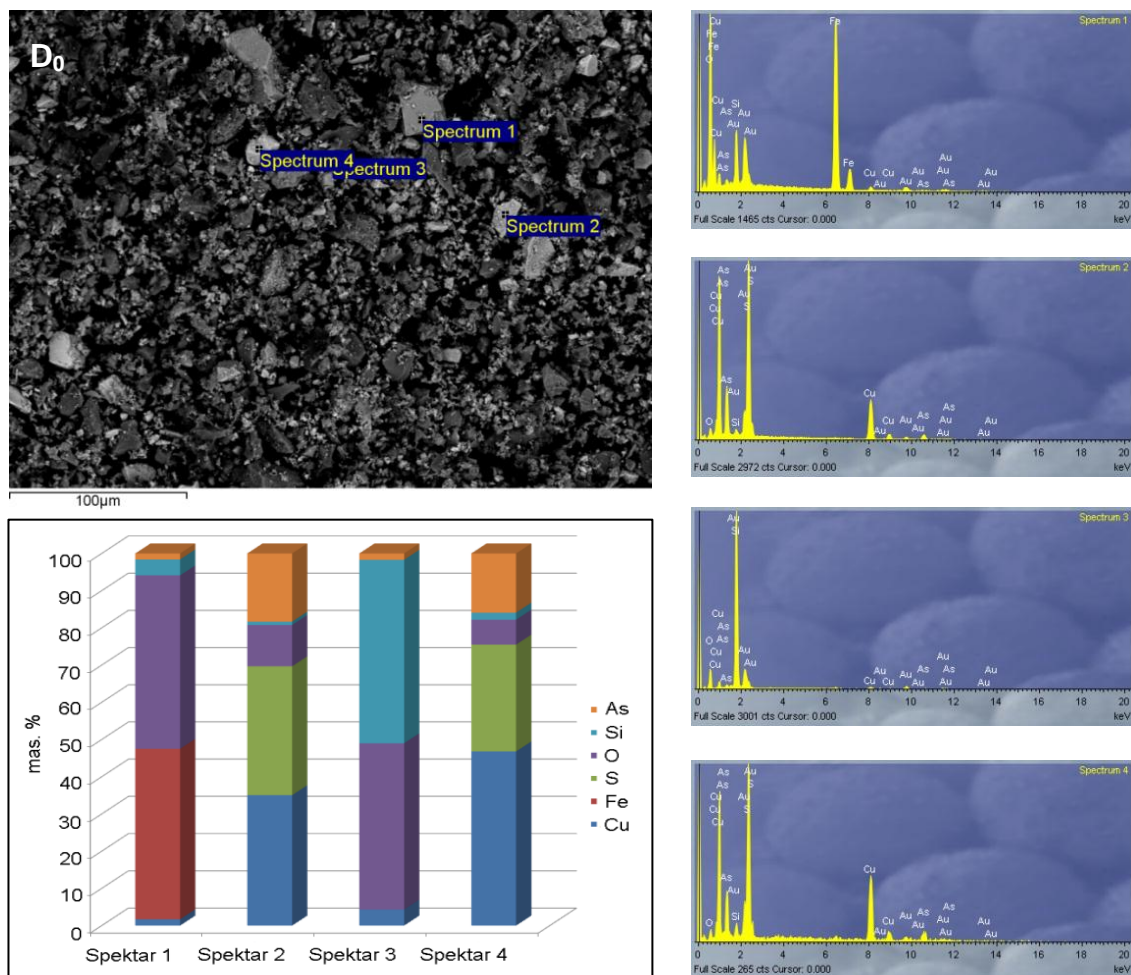 D₀
Spectrum 1
Spectrum 4
Spectrum 3
Spectrum 2
100µm
mas. %
100
90
80
70
60
50
40
30
20
10
0
Spektar 1 Spektar 2 Spektar 3 Spektar 4
As
Si
O
S
Fe
Cu
Spectrum 1
Cu Fe
Fe
Fe
O
Cu Si
As Au
Au
Cu Au
As
As
Fe
Cu Cu
Au
Au As
Au
Au
Au As
Au
Au
0 2 4 6 8 10 12 14 16 18 20
Full Scale 1465 cts Cursor: 0.000 keV
Spectrum 2
As Au
As S
Cu Au
Cu S
Cu
As
Au
Cu
O Si
Au Cu Au
Au As
As
Au
Au
Au
Au
0 2 4 6 8 10 12 14 16 18 20
Full Scale 2972 cts Cursor: 0.000 keV
Spectrum 3
Au
Si
Cu
As
O As
Cu Au
Cu Au
As
Cu Au
Cu Au
Au As
Au
As
Au
Au
Au
0 2 4 6 8 10 12 14 16 18 20
Full Scale 3001 cts Cursor: 0.000 keV
Spectrum 4
As Au
As S
Cu Au
Cu S
Cu
As
Au
Cu
O Si
Au Cu Au
Au As
As
Au
Au
Au
Au
0 2 4 6 8 10 12 14 16 18 20
Full Scale 265 cts Cursor: 0.000 keV